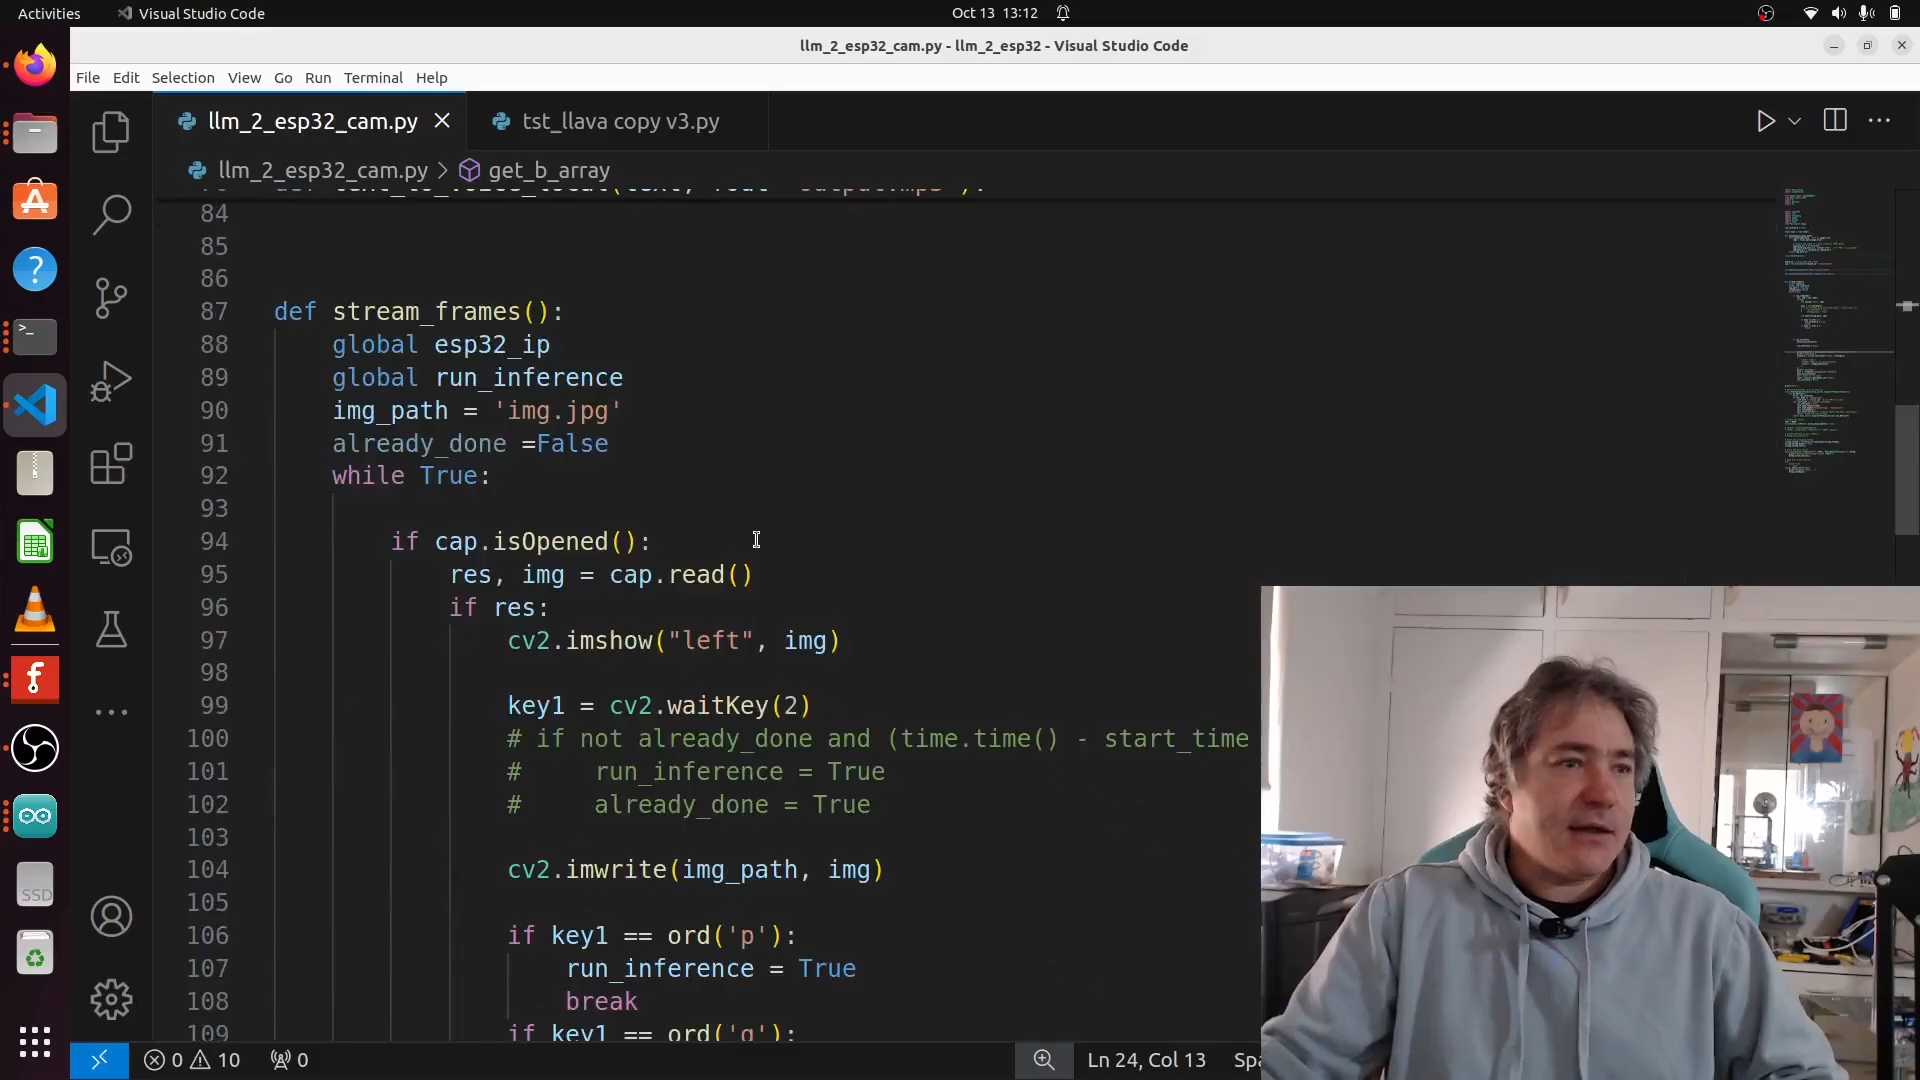 Activities
Visual Studio Code
Oct 13 13:12
llm_2_esp32_cam.py - llm_2_esp32 - Visual Studio Code
File Edit Selection View Go Run Terminal Help
llm_2_esp32_cam.py
tst_llava copy v3.py
llm_2_esp32_cam.py > get_b_array
84
85
86
87 def stream_frames():
88 global esp32_ip
89 global run_inference
90 img_path = 'img.jpg'
91 already_done =False
92 while True:
93
94 if cap.isOpened():
95 res, img = cap.read()
96 if res:
97 cv2.imshow("left", img)
98
99 key1 = cv2.waitKey(2)
100 # if not already_done and (time.time() - start_time
101 # run_inference = True
102 # already_done = True
103
104 cv2.imwrite(img_path, img)
105
106 if key1 == ord('p'):
107 run_inference = True
108 break
109 if key1 == ord('q'):
SSD
0 10 0
Ln 24, Col 13
Spa